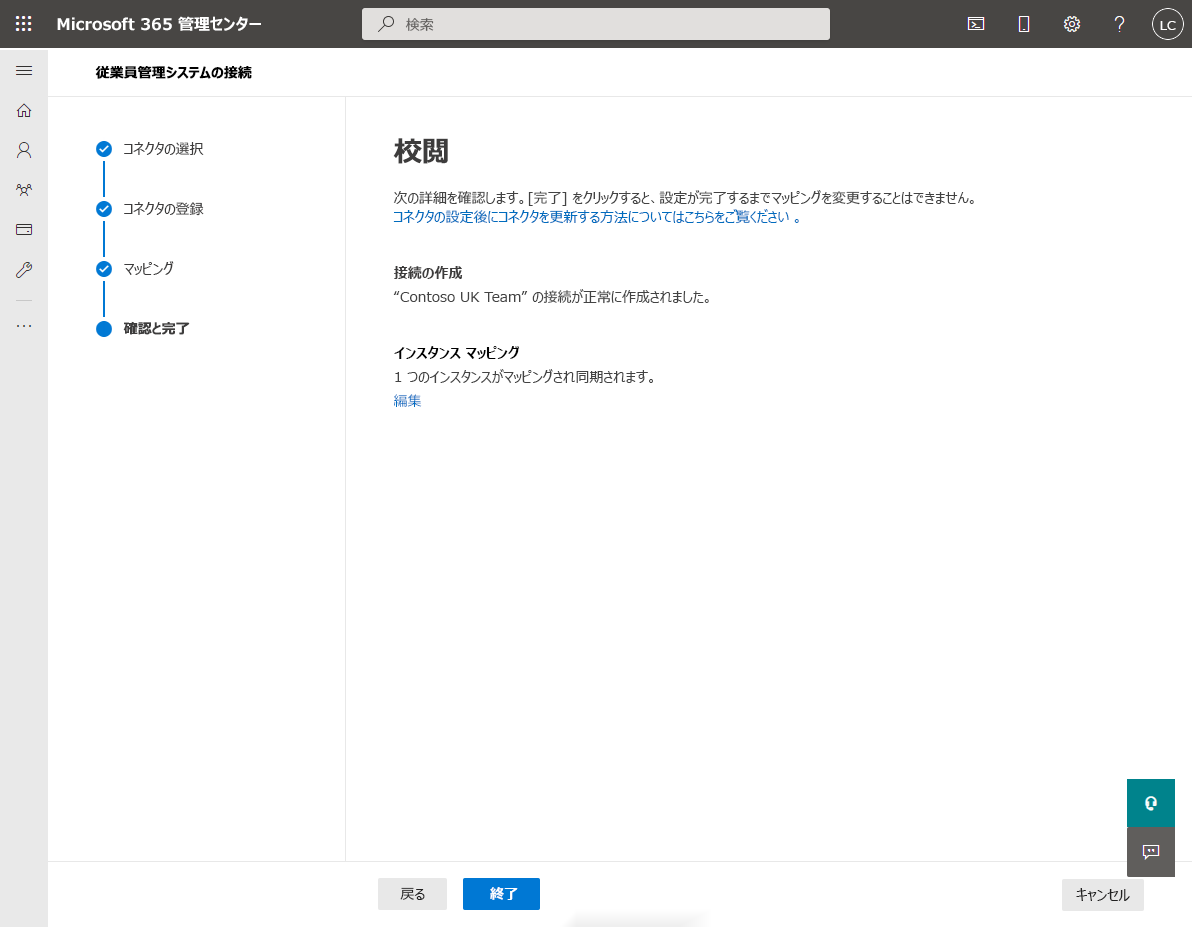 Microsoft 365 管理センター
検索
LC
従業員管理システムの接続
コネクタの選択
コネクタの登録
マッピング
確認と完了
校閲
次の詳細を確認します。[完了] をクリックすると、設定が完了するまでマッピングを変更することはできません。
コネクタの設定後にコネクタを更新する方法についてはこちらをご覧ください 。
接続の作成
“Contoso UK Team” の接続が正常に作成されました。
インスタンス マッピング
1 つのインスタンスがマッピングされ同期されます。
編集
戻る
終了
キャンセル